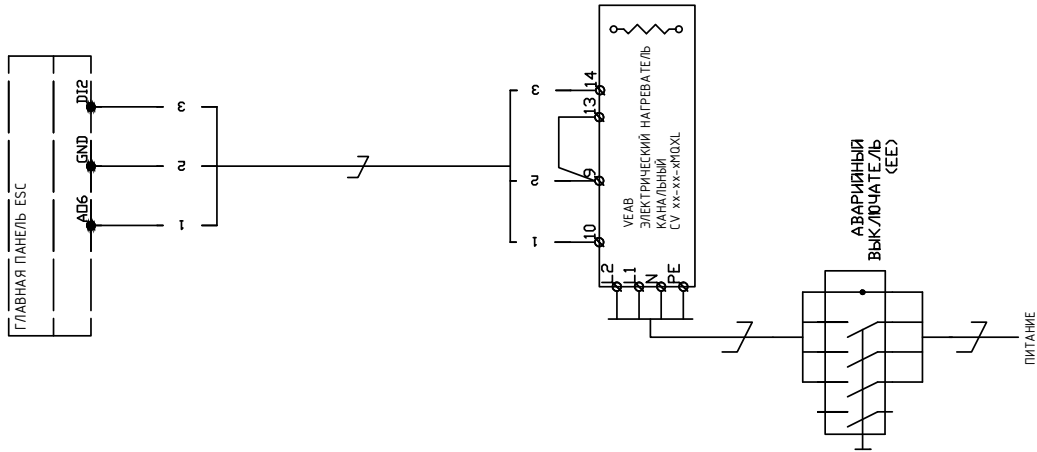 ГЛАВНАЯ ПАНЕЛЬ ESC
DI2
GND
AO6
3
2
1
3
2
1
14
13
9
10
VEAB
ЭЛЕКТРИЧЕСКИЙ НАГРЕВАТЕЛЬ
КАНАЛЬНЫЙ
CV xx-xx-xMQXL
L2
L1
N
PE
АВАРИЙНЫЙ
ВЫКЛЮЧАТЕЛЬ
(EE)
ПИТАНИЕ